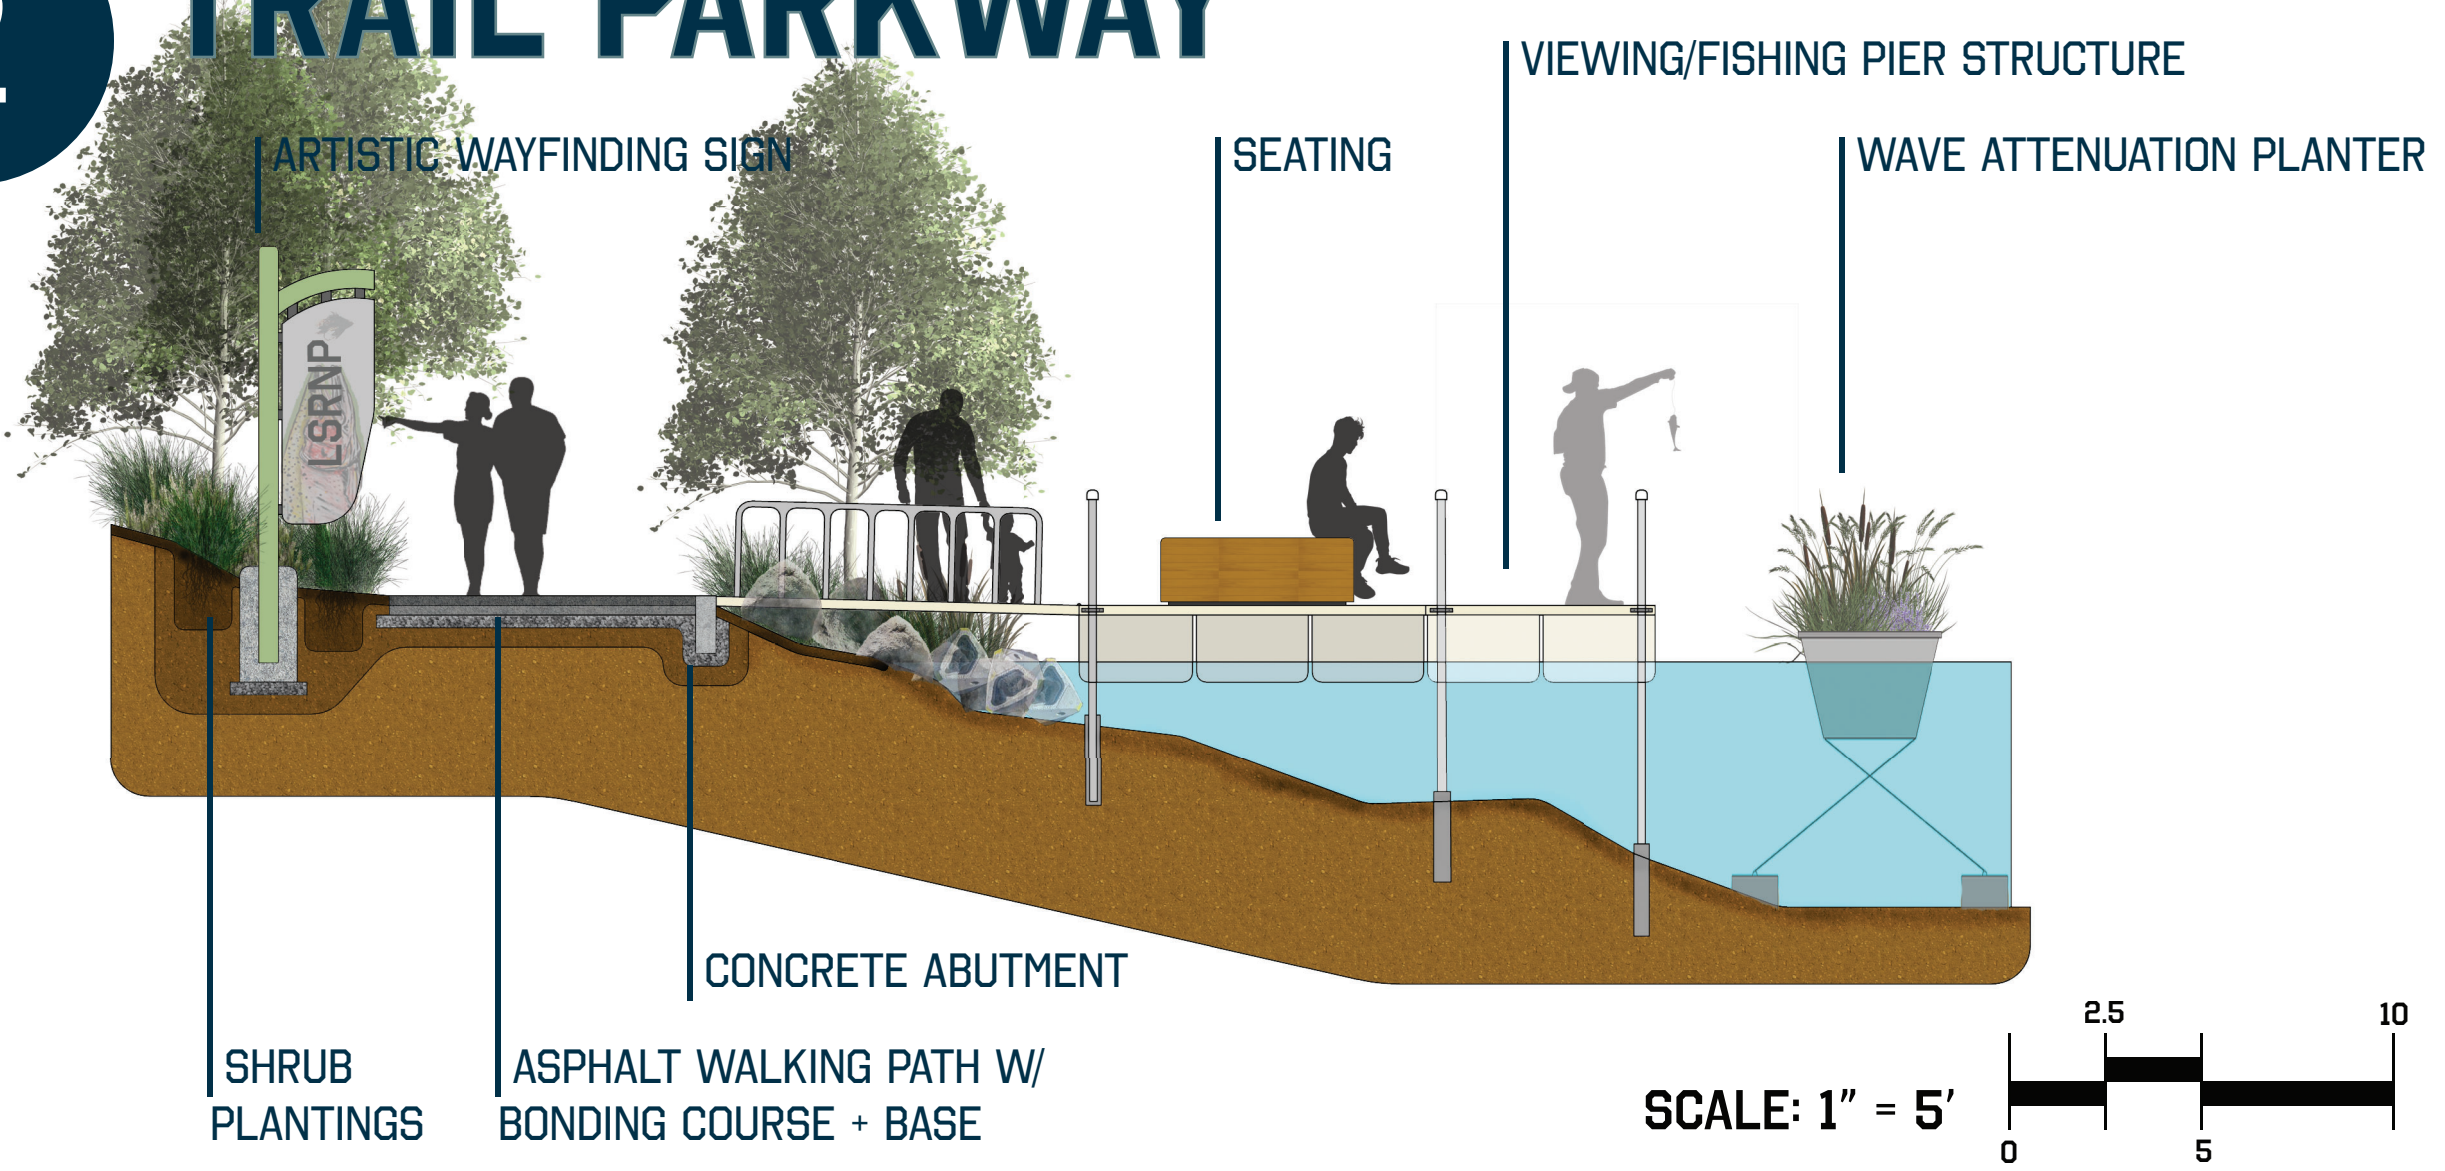 TRAIL PARKWAY
VIEWING/FISHING PIER STRUCTURE
ARTISTIC WAYFINDING SIGN
SEATING
WAVE ATTENUATION PLANTER
LSRNP
CONCRETE ABUTMENT
SHRUB
PLANTINGS
ASPHALT WALKING PATH W/
BONDING COURSE + BASE
SCALE: 1" = 5'
2.5
10
0
5